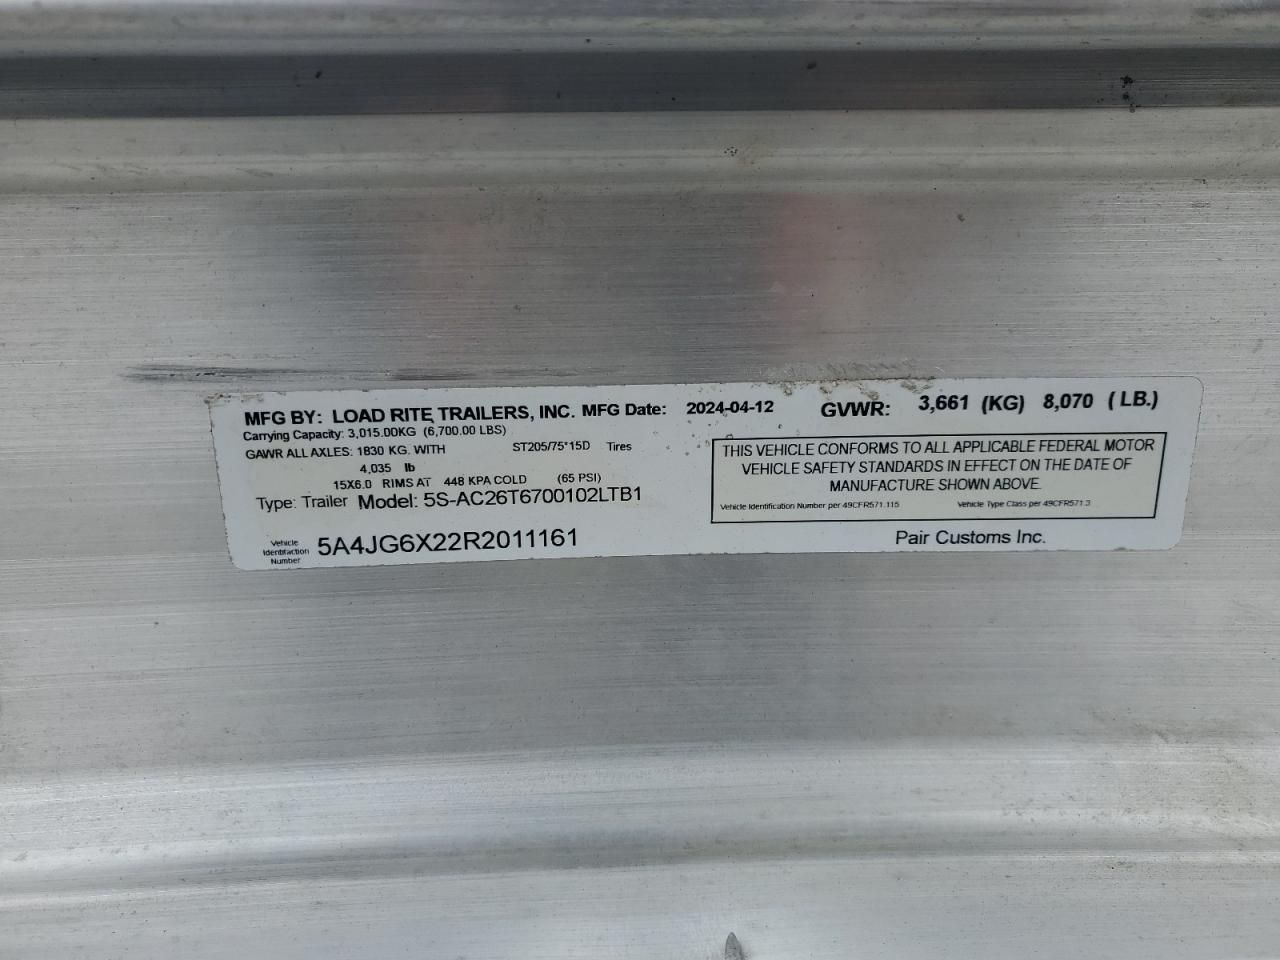 MFG BY: LOAD RITE TRAILERS, INC. MFG Date: 2024-04-12 GVWR: 3,661 (KG) 8,070 ( LB.)
Carrying Capacity: 3,015.00KG (6,700.00 LBS)
GAWR ALL AXLES: 1830 KG. WITH ST205/75*15D Tires
4,035 lb
15X6.0 RIMS AT 448 KPA COLD (65 PSI)
Type: Trailer Model: 5S-AC26T6700102LTB1
THIS VEHICLE CONFORMS TO ALL APPLICABLE FEDERAL MOTOR
VEHICLE SAFETY STANDARDS IN EFFECT ON THE DATE OF
MANUFACTURE SHOWN ABOVE.
Vehicle Identification Number per 49CFR571.115 Vehicle Type Class per 49CFR571.3
Vehicle
Identification
Number
5A4JG6X22R2011161
Pair Customs Inc.